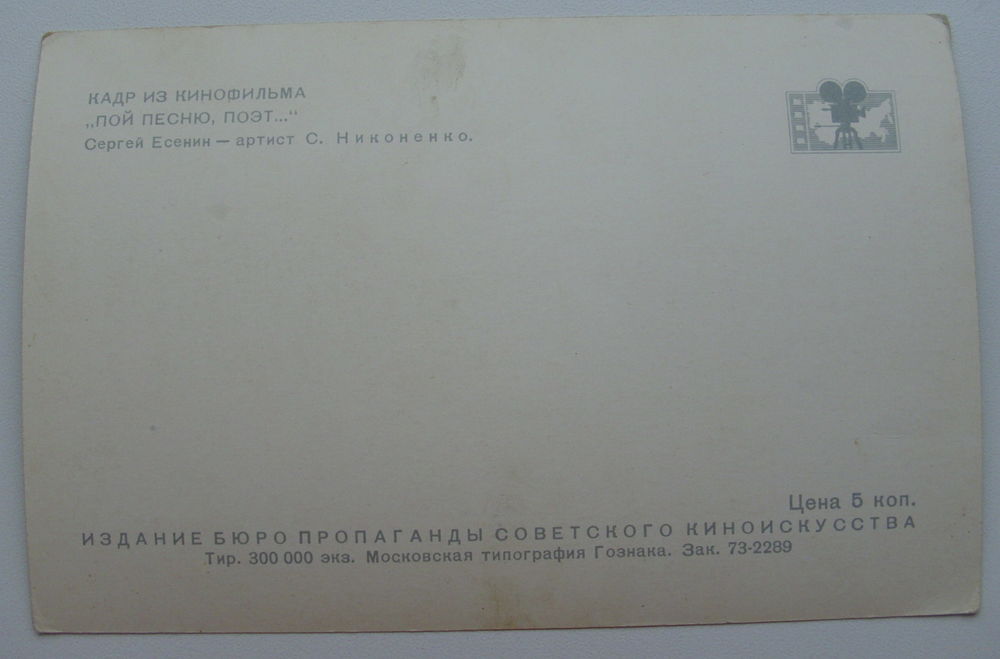 КАДР ИЗ КИНОФИЛЬМА
„ПОЙ ПЕСНЮ, ПОЭТ..."
Сергей Есенин — артист С. Никоненко.
Цена 5 коп.
ИЗДАНИЕ БЮРО ПРОПАГАНДЫ СОВЕТСКОГО КИНОИСКУССТВА
Тир. 300 000 экз. Московская типография Гознака. Зак. 73-2289